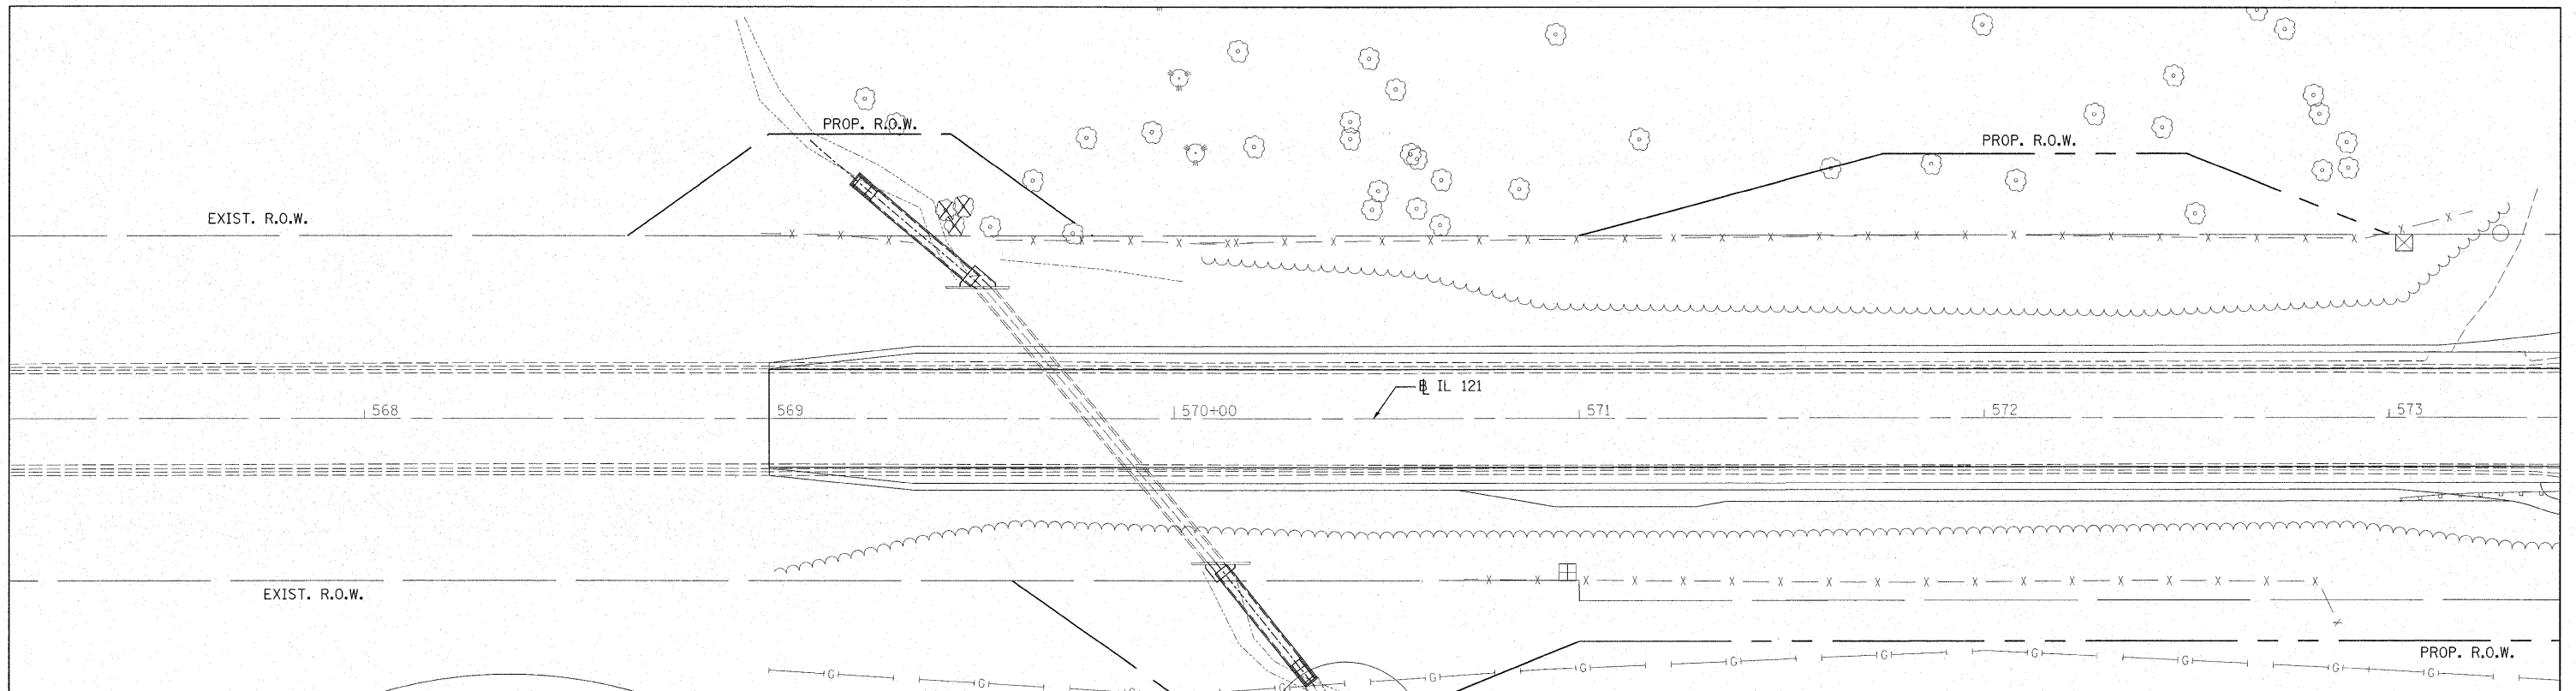 PROP. R.O.W.
PROP. R.O.W.
EXIST. R.O.W.
℄ IL 121
568
569
570+00
571
572
573
EXIST. R.O.W.
PROP. R.O.W.